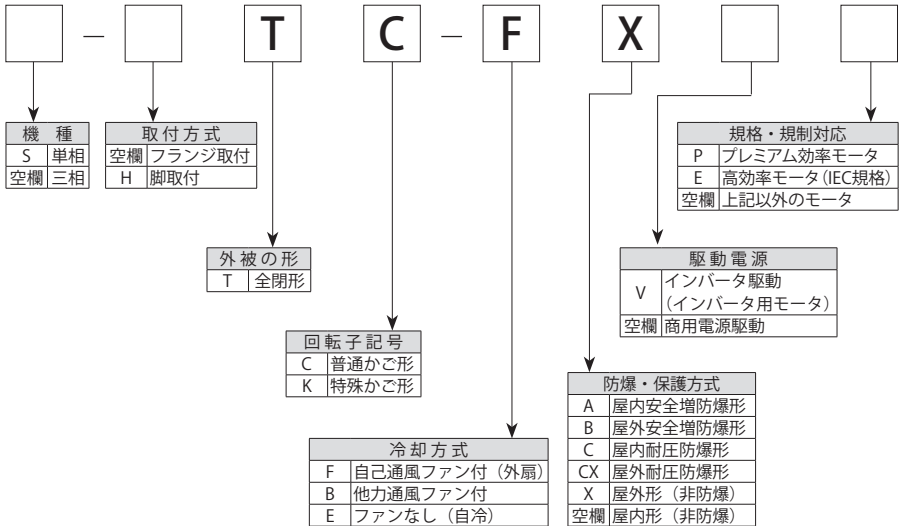 － T C － F X
機 種
S 単相
空欄 三相
取付方式
空欄 フランジ取付
H 脚取付
外被の形
T 全閉形
回転子記号
C 普通かご形
K 特殊かご形
冷却方式
F 自己通風ファン付（外扇）
B 他力通風ファン付
E ファンなし（自冷）
規格・規制対応
P プレミアム効率モータ
E 高効率モータ(IEC規格)
空欄 上記以外のモータ
駆動電源
V インバータ駆動
（インバータ用モータ）
空欄 商用電源駆動
防爆・保護方式
A 屋内安全増防爆形
B 屋外安全増防爆形
C 屋内耐圧防爆形
CX 屋外耐圧防爆形
X 屋外形（非防爆）
空欄 屋内形（非防爆）